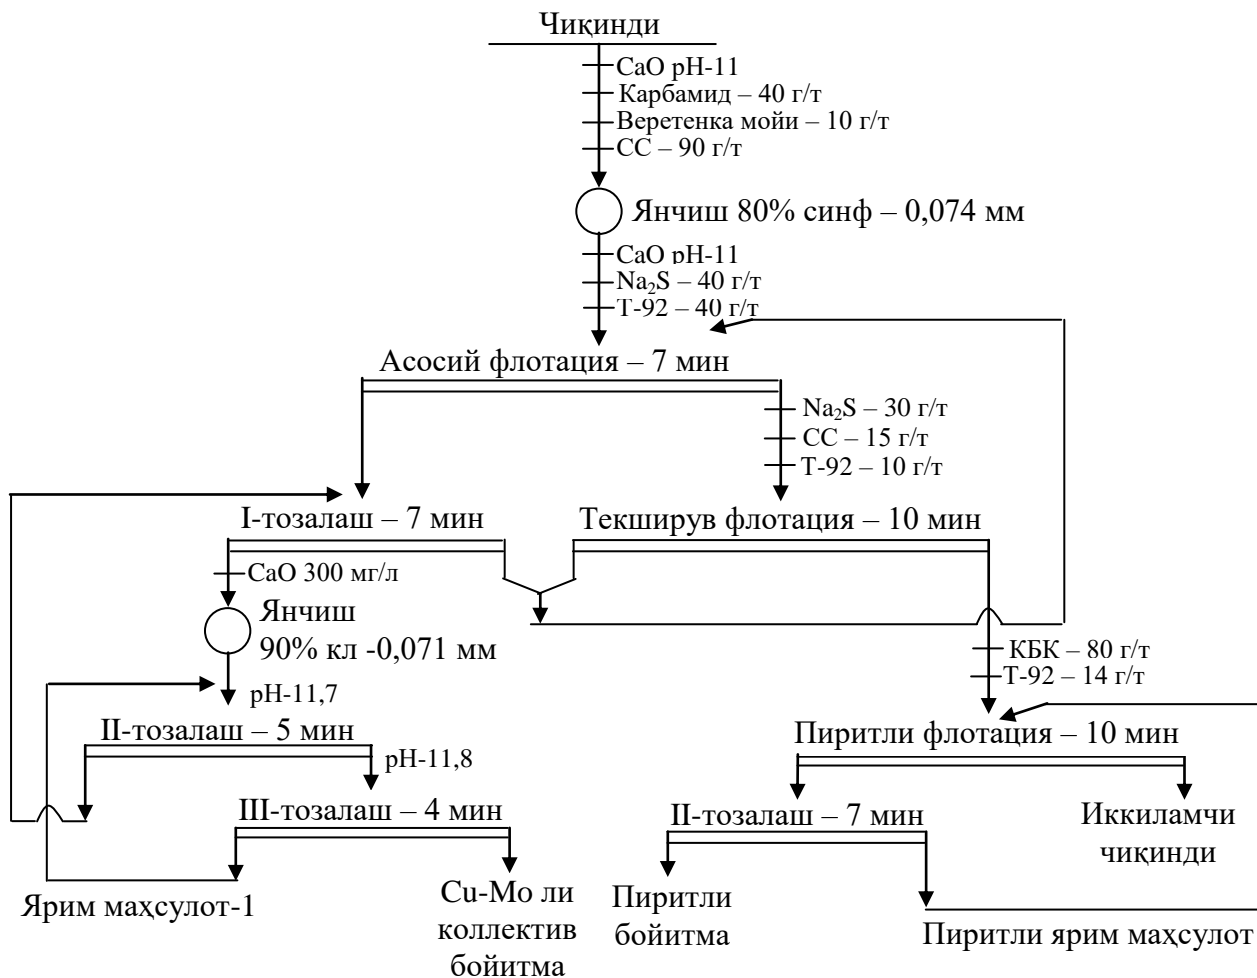 Чиқинди
CaO pH-11
Карбамид – 40 г/т
Веретенка мойи – 10 г/т
СС – 90 г/т
Янчиш 80% синф – 0,074 мм
CaO pH-11
Na₂S – 40 г/т
Т-92 – 40 г/т
Асосий флотация – 7 мин
Na₂S – 30 г/т
СС – 15 г/т
Т-92 – 10 г/т
I-тозалаш – 7 мин
Текширув флотация – 10 мин
CaO 300 мг/л
Янчиш
90% кл -0,071 мм
КБК – 80 г/т
Т-92 – 14 г/т
pH-11,7
II-тозалаш – 5 мин
Пиритли флотация – 10 мин
pH-11,8
III-тозалаш – 4 мин
II-тозалаш – 7 мин
Иккиламчи
чиқинди
Ярим маҳсулот-1
Cu-Mo ли
коллектив
бойитма
Пиритли
бойитма
Пиритли ярим маҳсулот